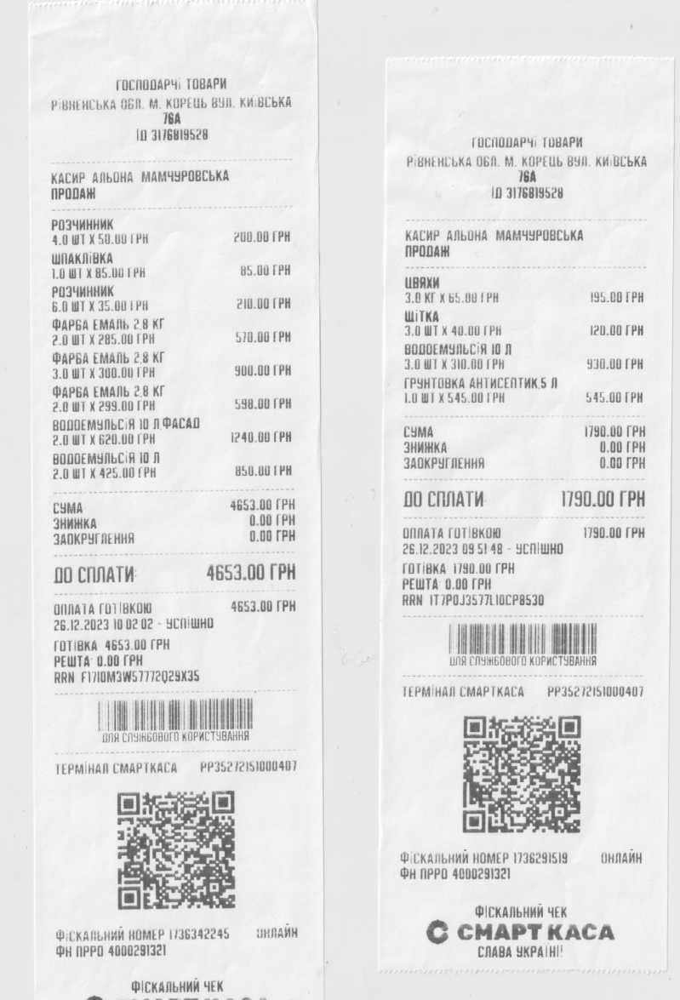 ГОСПОДАРЧІ ТОВАРИ
РІВНЕНСЬКА ОБЛ. М. КОРЕЦЬ ВУЛ. КИЇВСЬКА
76А
ІД 3176819528
КАСИР АЛЬОНА МАМЧУРОВСЬКА
ПРОДАЖ
РОЗЧИННИК
4.0 ШТ X 50.00 ГРН 200.00 ГРН
ШПАКЛІВКА
1.0 ШТ X 85.00 ГРН 85.00 ГРН
РОЗЧИННИК
6.0 ШТ X 35.00 ГРН 210.00 ГРН
ФАРБА ЕМАЛЬ 2,8 КГ
2.0 ШТ X 285.00 ГРН 570.00 ГРН
ФАРБА ЕМАЛЬ 2,8 КГ
3.0 ШТ X 300.00 ГРН 900.00 ГРН
ФАРБА ЕМАЛЬ 2,8 КГ
2.0 ШТ X 299.00 ГРН 598.00 ГРН
ВОДОЕМУЛЬСІЯ 10 Л,ФАСАД
2.0 ШТ X 620.00 ГРН 1240.00 ГРН
ВОДОЕМУЛЬСІЯ 10 Л
2.0 ШТ X 425.00 ГРН 850.00 ГРН
СУМА 4653.00 ГРН
ЗНИЖКА 0.00 ГРН
ЗАОКРУГЛЕННЯ 0.00 ГРН
ДО СПЛАТИ: 4653.00 ГРН
ОПЛАТА ГОТІВКОЮ 4653.00 ГРН
26.12.2023 10:02:02 - УСПІШНО
ГОТІВКА: 4653.00 ГРН
РЕШТА: 0.00 ГРН
RRN: F17I0M3W57772Q29X35
ДЛЯ СЛУЖБОВОГО КОРИСТУВАННЯ
ТЕРМІНАЛ СМАРТКАСА PP35272151000407
ФІСКАЛЬНИЙ НОМЕР 1736342245 ОНЛАЙН
ФН ПРРО 4000291321
ФІСКАЛЬНИЙ ЧЕК
ГОСПОДАРЧІ ТОВАРИ
РІВНЕНСЬКА ОБЛ. М. КОРЕЦЬ ВУЛ. КИЇВСЬКА
76А
ІД 3176819528
КАСИР АЛЬОНА МАМЧУРОВСЬКА
ПРОДАЖ
ЦВЯХИ
3.0 КГ X 65.00 ГРН 195.00 ГРН
ЩІТКА
3.0 ШТ X 40.00 ГРН 120.00 ГРН
ВОДОЕМУЛЬСІЯ 10 Л
3.0 ШТ X 310.00 ГРН 930.00 ГРН
ГРУНТОВКА АНТИСЕПТИК,5 Л
1.0 ШТ X 545.00 ГРН 545.00 ГРН
СУМА 1790.00 ГРН
ЗНИЖКА 0.00 ГРН
ЗАОКРУГЛЕННЯ 0.00 ГРН
ДО СПЛАТИ: 1790.00 ГРН
ОПЛАТА ГОТІВКОЮ 1790.00 ГРН
26.12.2023 09:51:48 - УСПІШНО
ГОТІВКА: 1790.00 ГРН
РЕШТА: 0.00 ГРН
RRN: 1T7P0J3577L10CP8530
ДЛЯ СЛУЖБОВОГО КОРИСТУВАННЯ
ТЕРМІНАЛ СМАРТКАСА PP35272151000407
ФІСКАЛЬНИЙ НОМЕР 1736291519 ОНЛАЙН
ФН ПРРО 4000291321
ФІСКАЛЬНИЙ ЧЕК
СМАРТ КАСА
СЛАВА УКРАЇНІ!